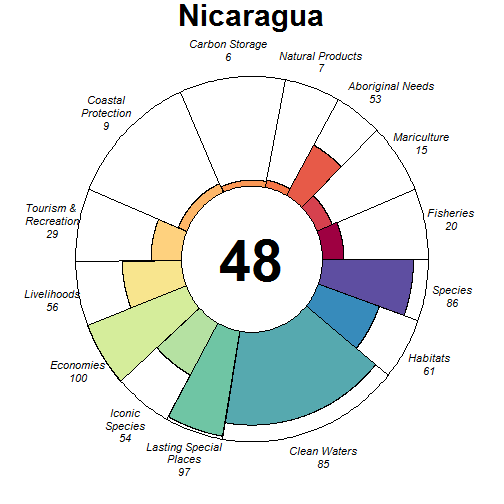 Nicaragua
Carbon Storage
6
Natural Products
7
Aboriginal Needs
53
Mariculture
15
Fisheries
20
Species
86
Habitats
61
Clean Waters
85
Lasting Special
Places
97
Iconic
Species
54
Economies
100
Livelihoods
56
Tourism &
Recreation
29
Coastal
Protection
9
48